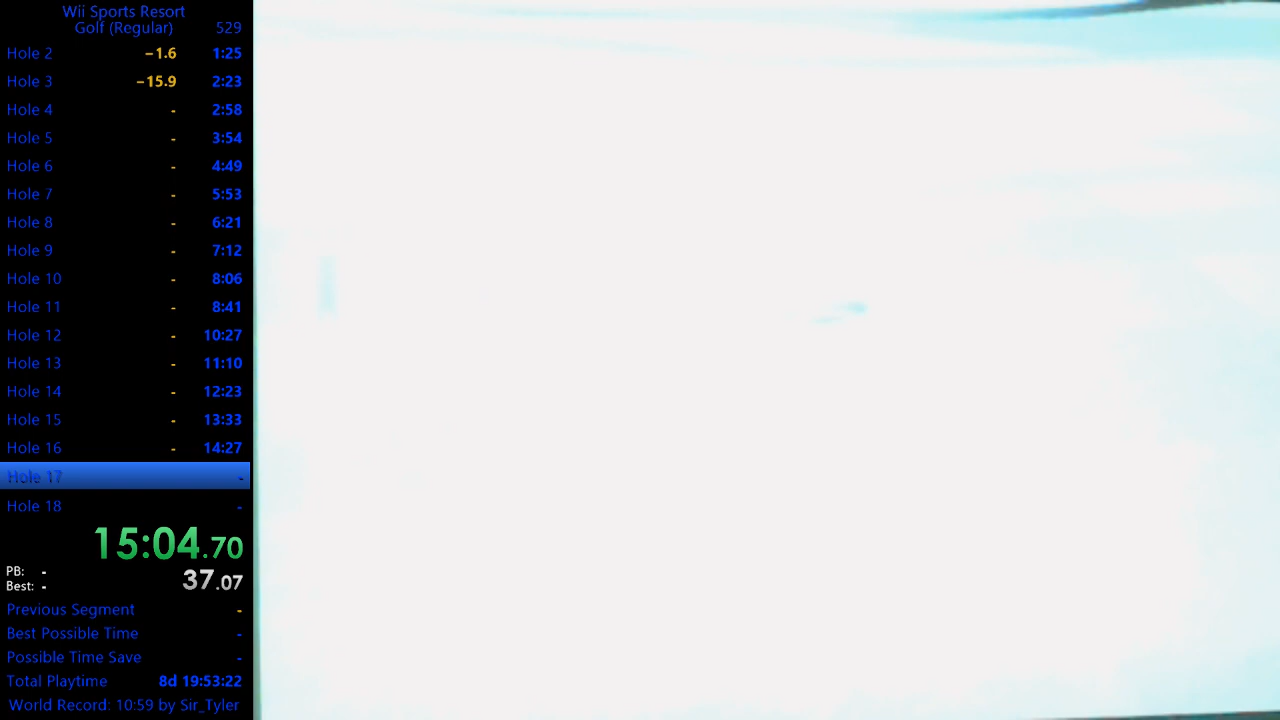 Wii Sports Resort
Golf (Regular) 529
Hole 2 −1.6 1:25
Hole 3 −15.9 2:23
Hole 4 - 2:58
Hole 5 - 3:54
Hole 6 - 4:49
Hole 7 - 5:53
Hole 8 - 6:21
Hole 9 - 7:12
Hole 10 - 8:06
Hole 11 - 8:41
Hole 12 - 10:27
Hole 13 - 11:10
Hole 14 - 12:23
Hole 15 - 13:33
Hole 16 - 14:27
Hole 17 -
Hole 18 -
15:04.70
PB: -
Best: - 37.07
Previous Segment -
Best Possible Time -
Possible Time Save -
Total Playtime 8d 19:53:22
World Record: 10:59 by Sir_Tyler